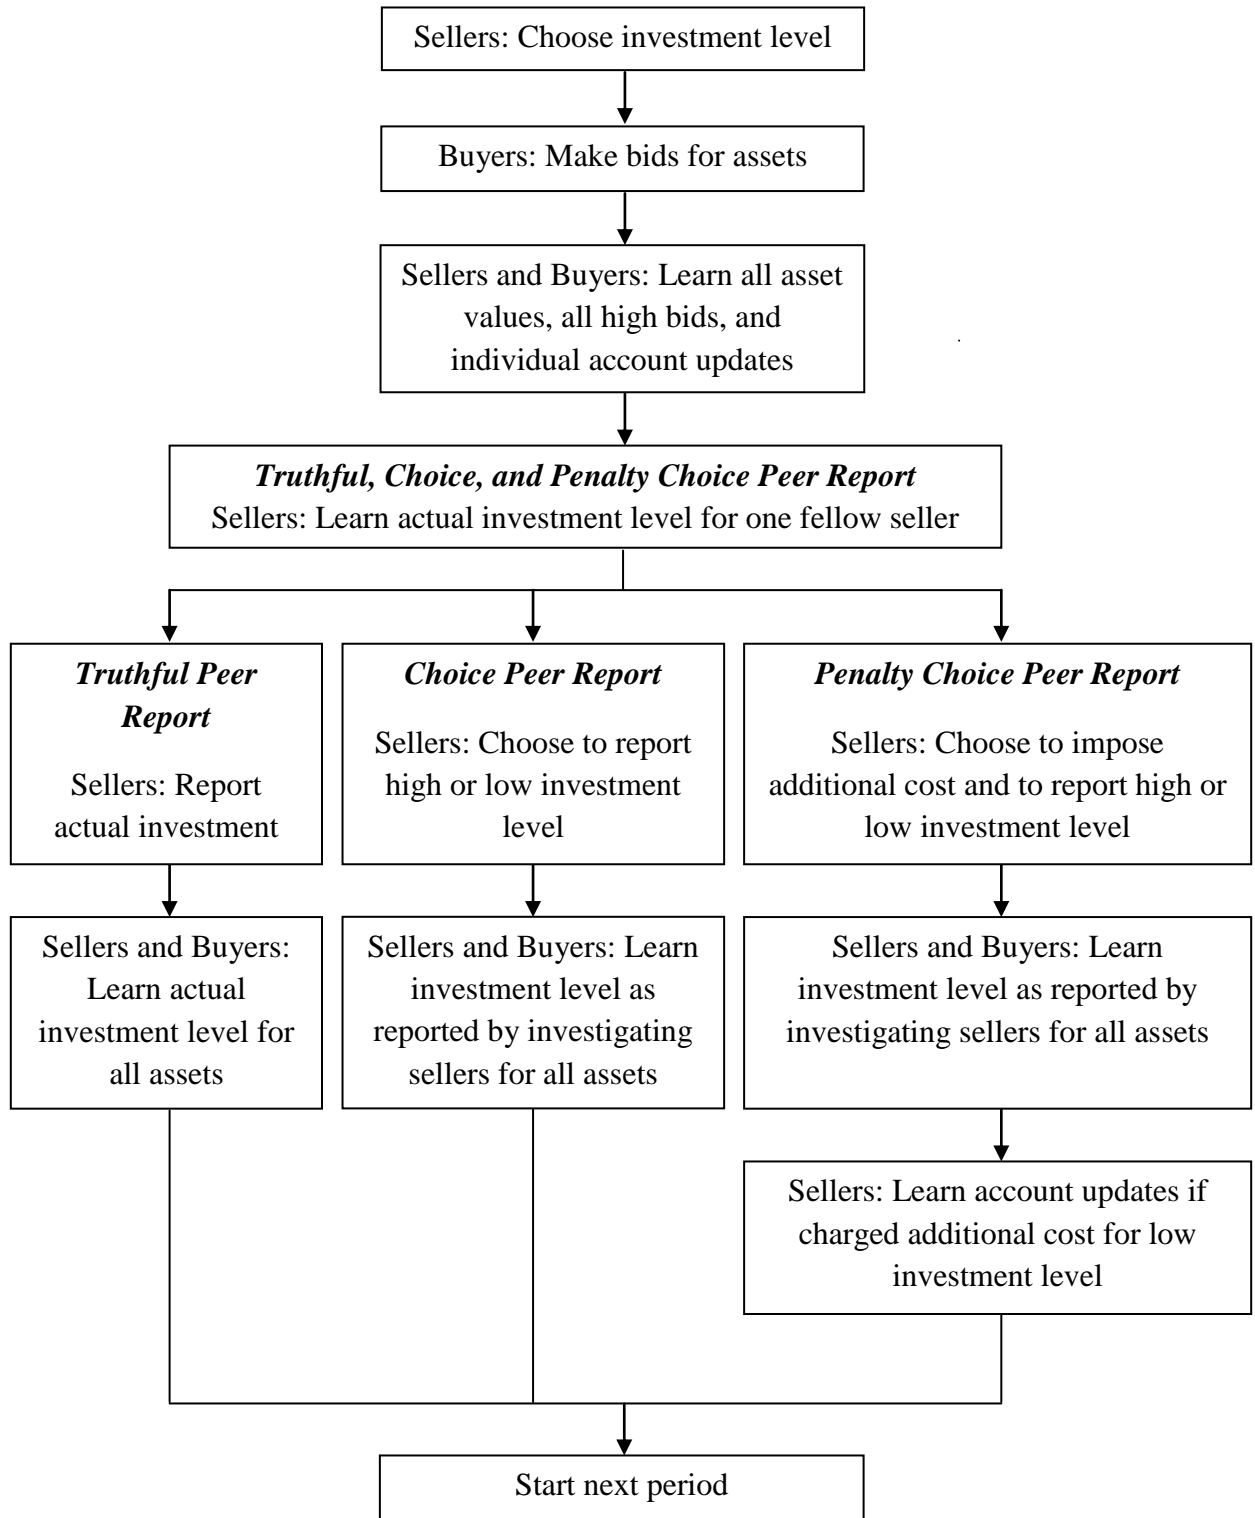 Sellers: Choose investment level
Buyers: Make bids for assets
Sellers and Buyers: Learn all asset
values, all high bids, and
individual account updates
Truthful, Choice, and Penalty Choice Peer Report
Sellers: Learn actual investment level for one fellow seller
Truthful Peer
Report
Sellers: Report
actual investment
Choice Peer Report
Sellers: Choose to report
high or low investment
level
Penalty Choice Peer Report
Sellers: Choose to impose
additional cost and to report high or
low investment level
Sellers and Buyers:
Learn actual
investment level for
all assets
Sellers and Buyers: Learn
investment level as
reported by investigating
sellers for all assets
Sellers and Buyers: Learn
investment level as reported by
investigating sellers for all assets
Sellers: Learn account updates if
charged additional cost for low
investment level
Start next period